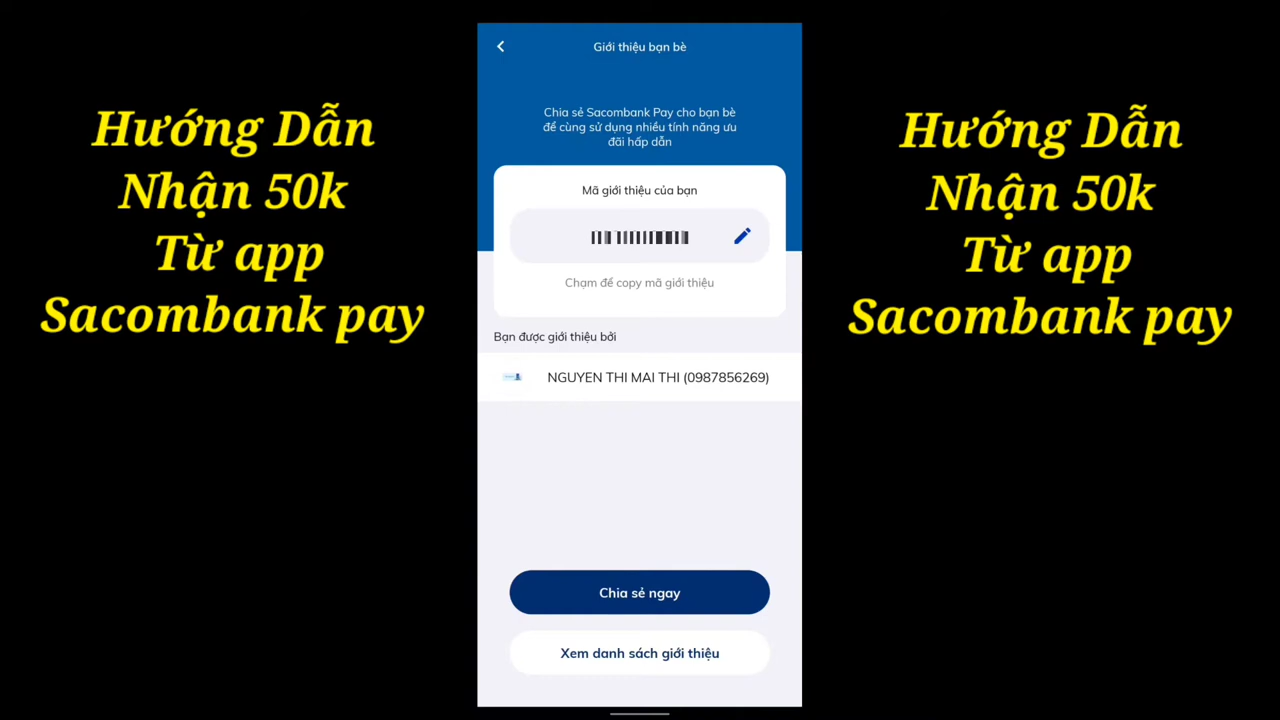 Hướng Dẫn
Nhận 50k
Từ app
Sacombank pay
Giới thiệu bạn bè
Chia sẻ Sacombank Pay cho bạn bè
để cùng sử dụng nhiều tính năng ưu
đãi hấp dẫn
Mã giới thiệu của bạn
Chạm để copy mã giới thiệu
Bạn được giới thiệu bởi
NGUYEN THI MAI THI (0987856269)
Chia sẻ ngay
Xem danh sách giới thiệu
Hướng Dẫn
Nhận 50k
Từ app
Sacombank pay